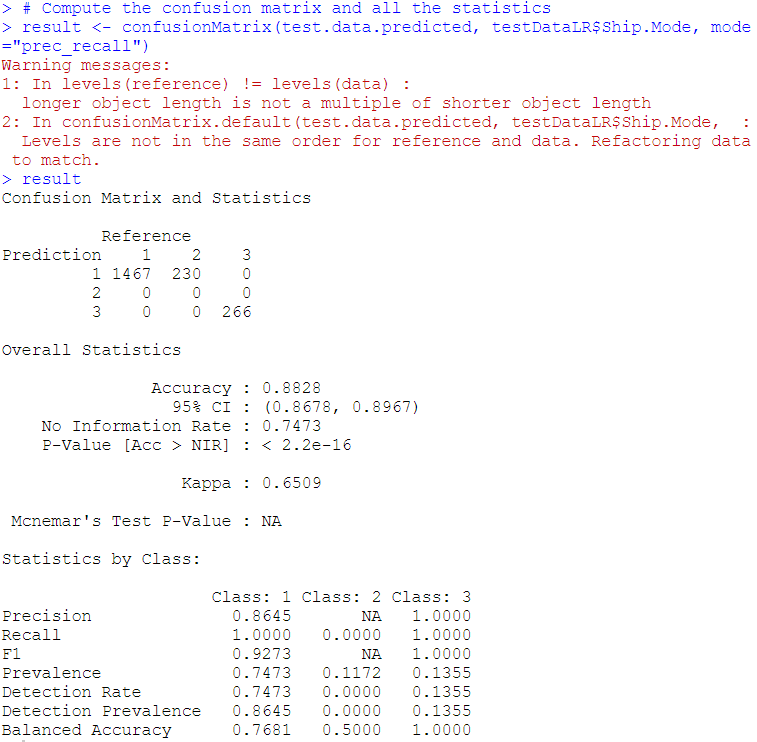 > # Compute the confusion matrix and all the statistics
> result <- confusionMatrix(test.data.predicted, testDataLR$Ship.Mode, mode
="prec_recall")
Warning messages:
1: In levels(reference) != levels(data) :
  longer object length is not a multiple of shorter object length
2: In confusionMatrix.default(test.data.predicted, testDataLR$Ship.Mode,  :
  Levels are not in the same order for reference and data. Refactoring data
 to match.
> result
Confusion Matrix and Statistics
          Reference
Prediction    1    2    3
         1 1467  230    0
         2    0    0    0
         3    0    0  266
Overall Statistics
               Accuracy : 0.8828
                 95% CI : (0.8678, 0.8967)
    No Information Rate : 0.7473
    P-Value [Acc > NIR] : < 2.2e-16
                  Kappa : 0.6509
 Mcnemar's Test P-Value : NA
Statistics by Class:
                     Class: 1 Class: 2 Class: 3
Precision              0.8645       NA   1.0000
Recall                 1.0000   0.0000   1.0000
F1                     0.9273       NA   1.0000
Prevalence             0.7473   0.1172   0.1355
Detection Rate         0.7473   0.0000   0.1355
Detection Prevalence   0.8645   0.0000   0.1355
Balanced Accuracy      0.7681   0.5000   1.0000